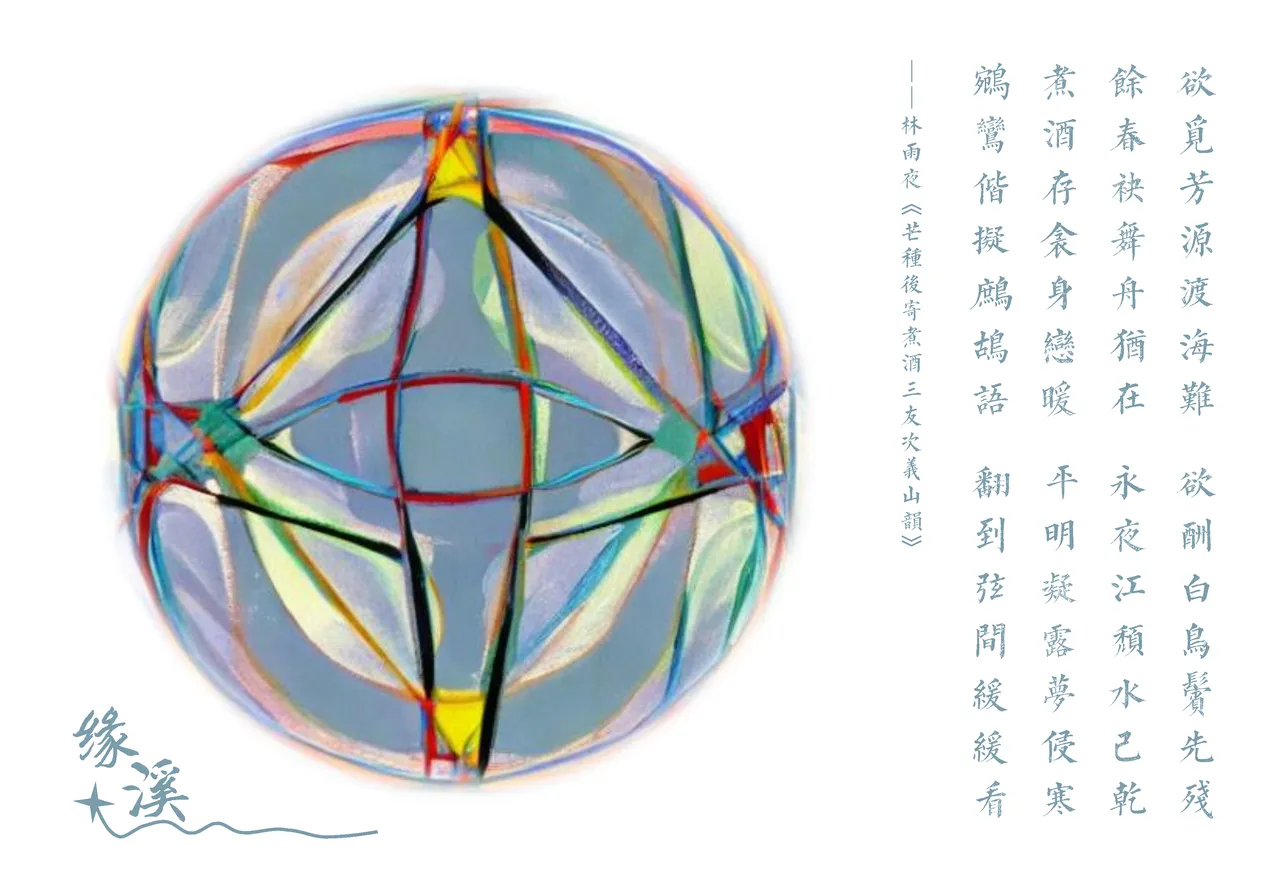 欲覓芳源渡海難 欲酬白鳥鬢先殘
餘春袂舞舟猶在 永夜江頹水已乾
煮酒存衾身戀暖 平明凝露夢侵寒
鵷鸞偕擬鷓鴣語 翻到弦間緩緩看
——林雨夜《芒種後寄煮酒三友次義山韻》
缘溪